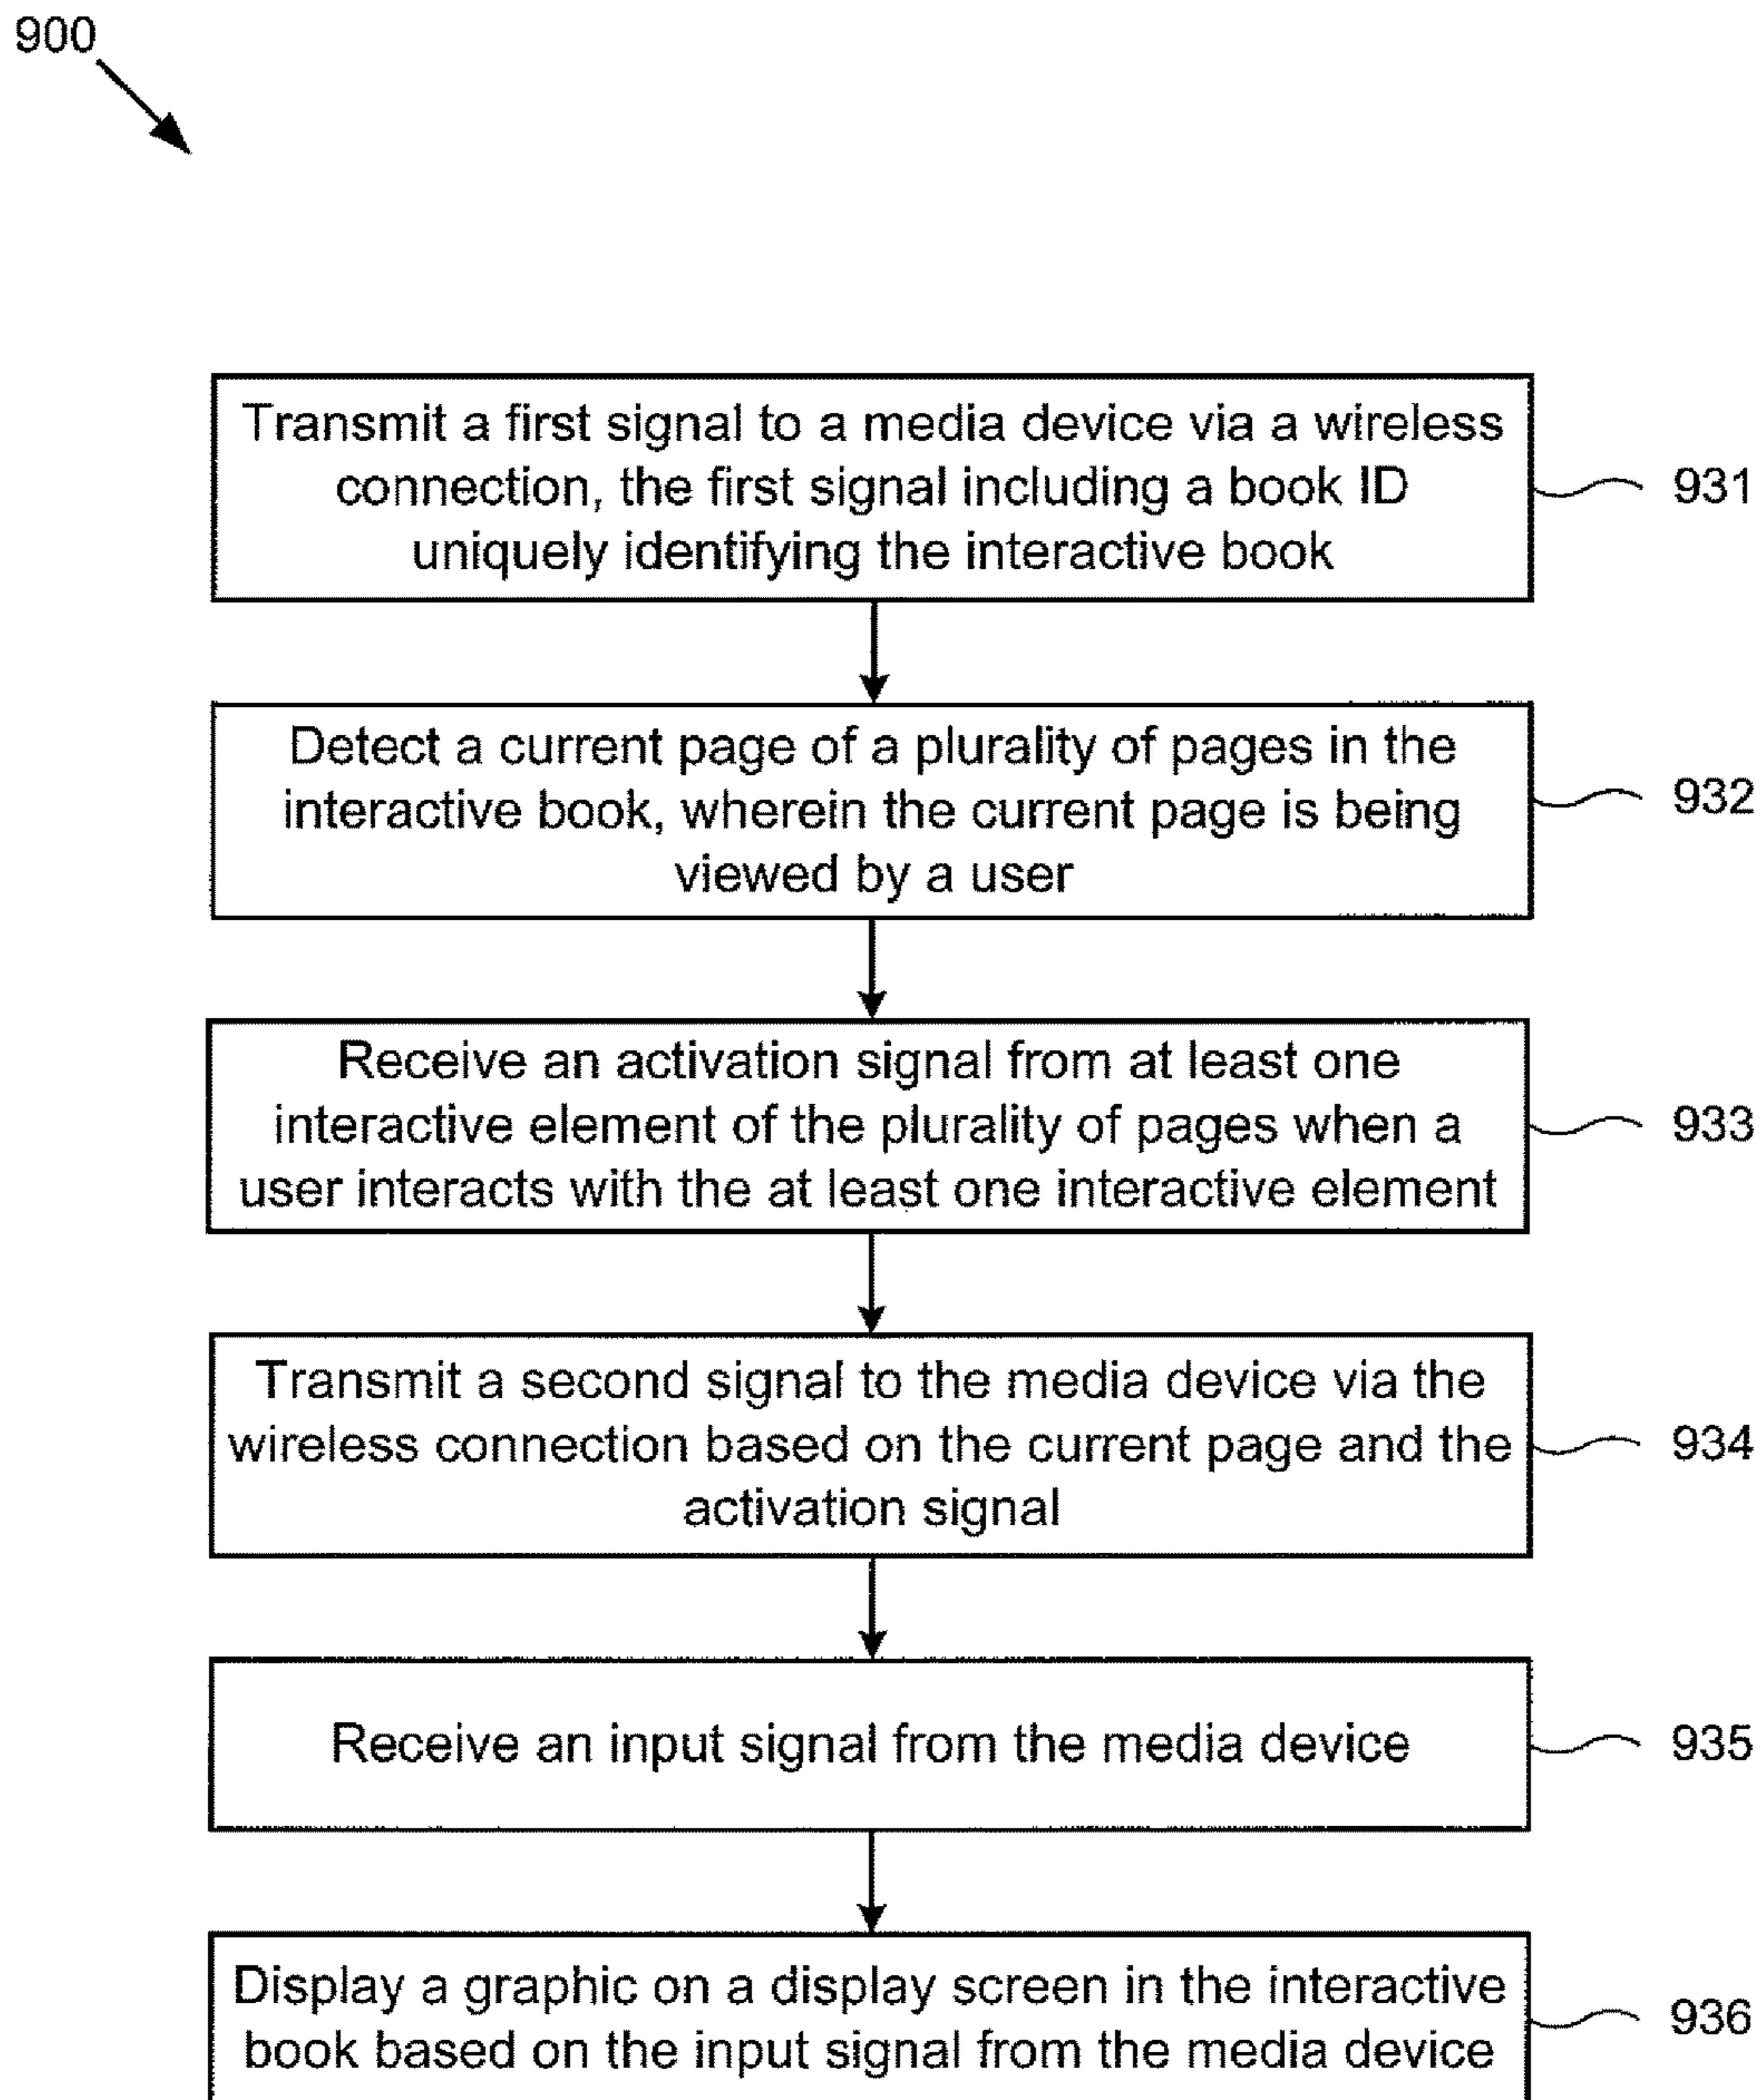 900
Transmit a first signal to a media device via a wireless
connection, the first signal including a book ID
uniquely identifying the interactive book
931
Detect a current page of a plurality of pages in the
interactive book, wherein the current page is being
viewed by a user
932
Receive an activation signal from at least one
interactive element of the plurality of pages when a
user interacts with the at least one interactive element
933
Transmit a second signal to the media device via the
wireless connection based on the current page and the
activation signal
934
Receive an input signal from the media device
935
Display a graphic on a display screen in the interactive
book based on the input signal from the media device
936